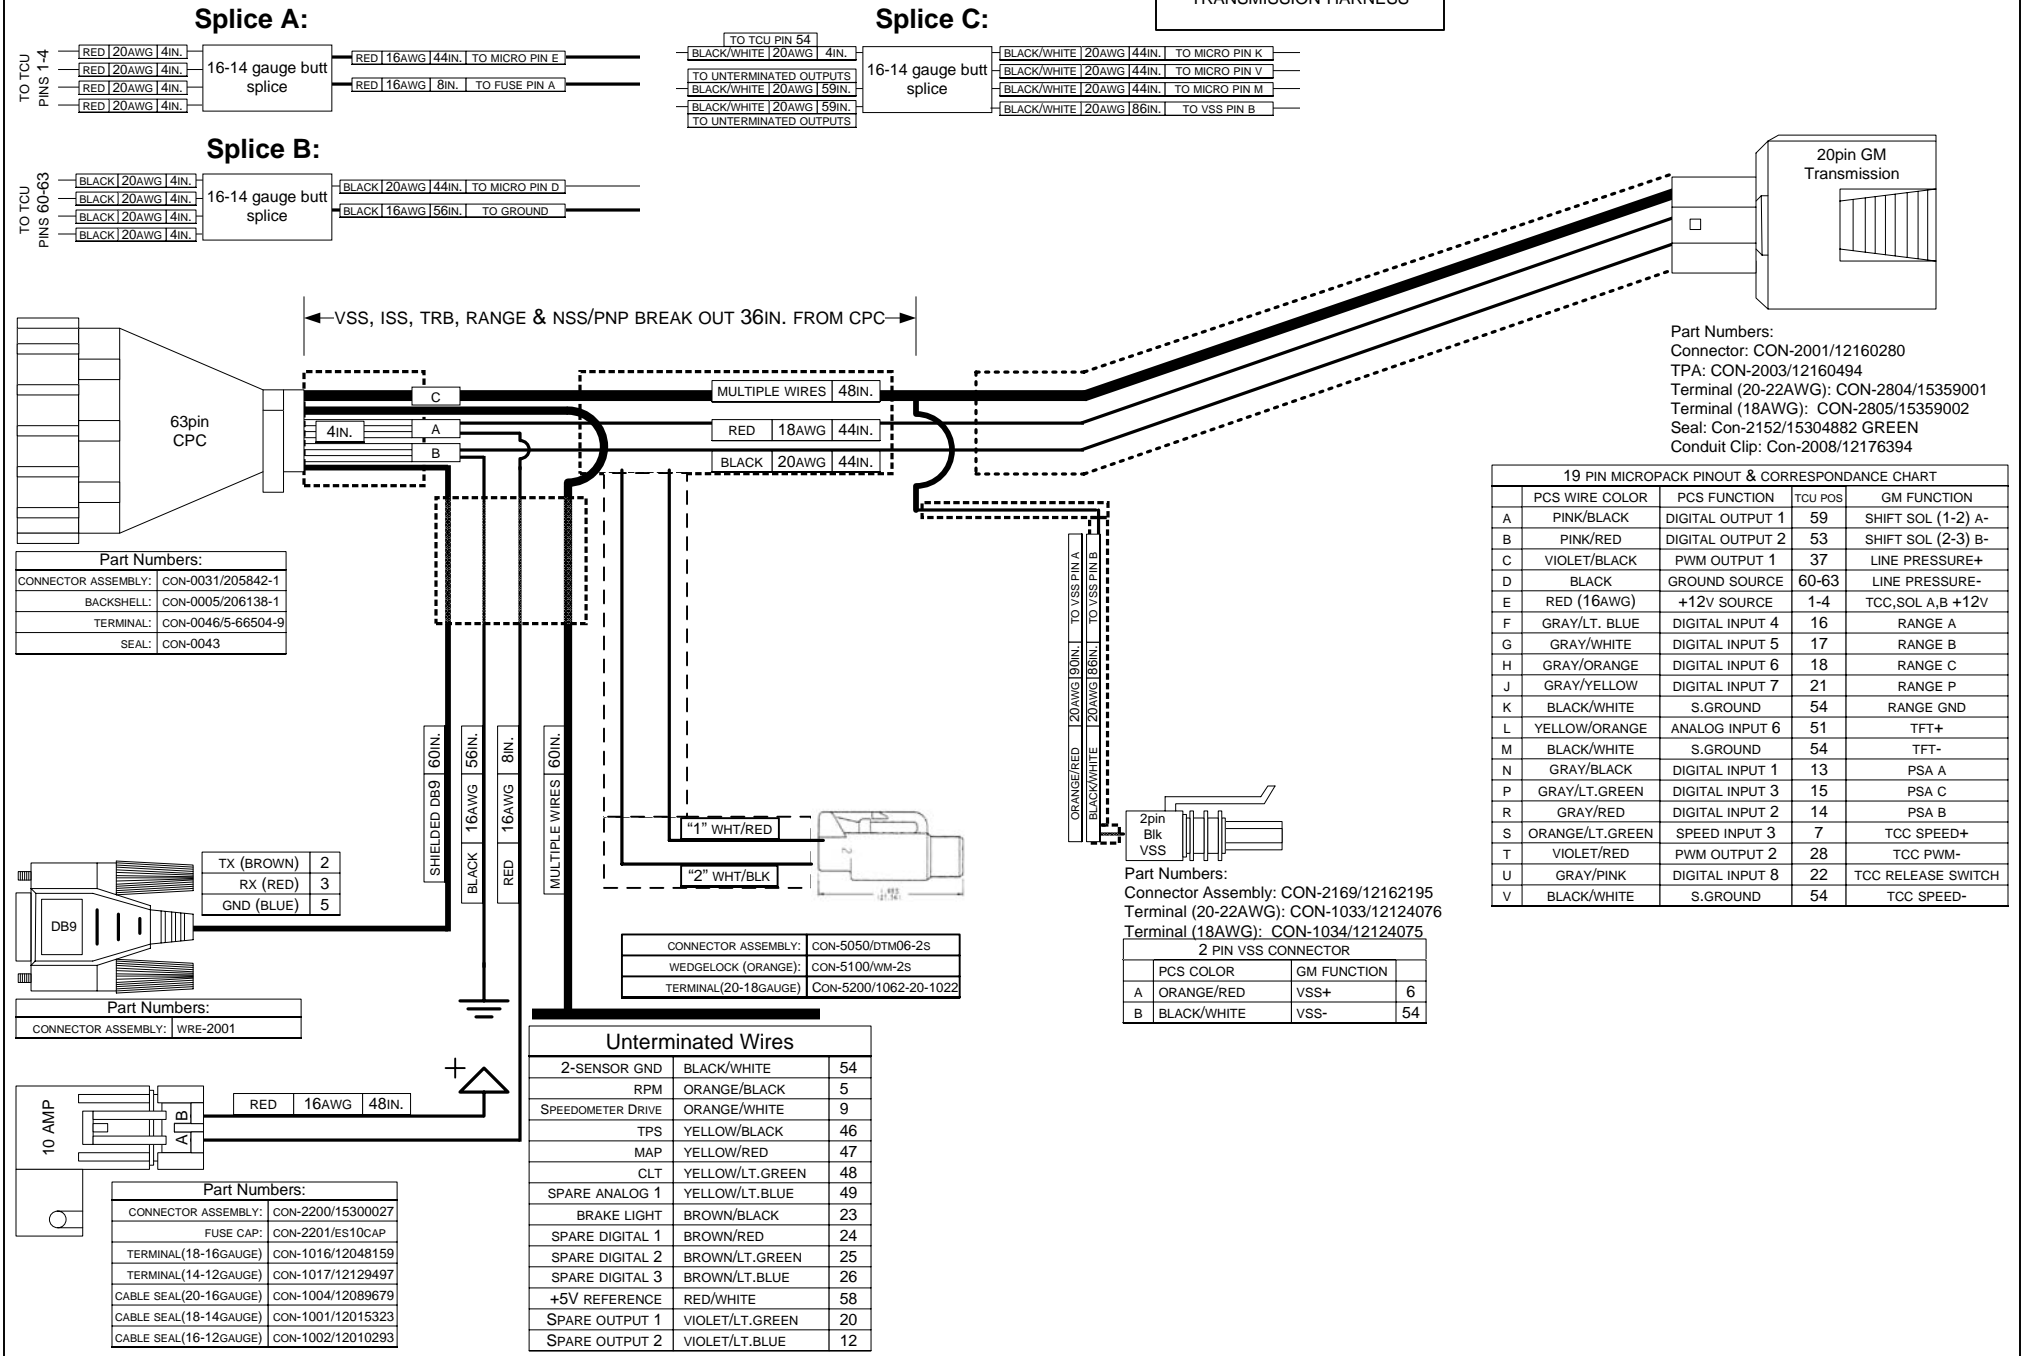 TRANSMISSION HARNESS
Splice A:
TO TCU PINS 1-4
RED 20AWG 4IN.
RED 20AWG 4IN.
RED 20AWG 4IN.
RED 20AWG 4IN.
16-14 gauge butt
splice
RED 16AWG 44IN. TO MICRO PIN E
RED 16AWG 8IN. TO FUSE PIN A
Splice C:
TO TCU PIN 54
BLACK/WHITE 20AWG 4IN.
TO UNTERMINATED OUTPUTS
BLACK/WHITE 20AWG 59IN.
BLACK/WHITE 20AWG 59IN.
TO UNTERMINATED OUTPUTS
16-14 gauge butt
splice
BLACK/WHITE 20AWG 44IN. TO MICRO PIN K
BLACK/WHITE 20AWG 44IN. TO MICRO PIN V
BLACK/WHITE 20AWG 44IN. TO MICRO PIN M
BLACK/WHITE 20AWG 86IN. TO VSS PIN B
Splice B:
TO TCU PINS 60-63
BLACK 20AWG 4IN.
BLACK 20AWG 4IN.
BLACK 20AWG 4IN.
BLACK 20AWG 4IN.
16-14 gauge butt
splice
BLACK 20AWG 44IN. TO MICRO PIN D
BLACK 16AWG 56IN. TO GROUND
20pin GM
Transmission
VSS, ISS, TRB, RANGE & NSS/PNP BREAK OUT 36IN. FROM CPC
63pin
CPC
4IN.
C
A
B
MULTIPLE WIRES 48IN.
RED 18AWG 44IN.
BLACK 20AWG 44IN.
Part Numbers:
Connector: CON-2001/12160280
TPA: CON-2003/12160494
Terminal (20-22AWG): CON-2804/15359001
Terminal (18AWG): CON-2805/15359002
Seal: Con-2152/15304882 GREEN
Conduit Clip: Con-2008/12176394
19 PIN MICROPACK PINOUT & CORRESPONDANCE CHART
PCS WIRE COLOR PCS FUNCTION TCU POS GM FUNCTION
A PINK/BLACK DIGITAL OUTPUT 1 59 SHIFT SOL (1-2) A-
B PINK/RED DIGITAL OUTPUT 2 53 SHIFT SOL (2-3) B-
C VIOLET/BLACK PWM OUTPUT 1 37 LINE PRESSURE+
D BLACK GROUND SOURCE 60-63 LINE PRESSURE-
E RED (16AWG) +12V SOURCE 1-4 TCC,SOL A,B +12V
F GRAY/LT. BLUE DIGITAL INPUT 4 16 RANGE A
G GRAY/WHITE DIGITAL INPUT 5 17 RANGE B
H GRAY/ORANGE DIGITAL INPUT 6 18 RANGE C
J GRAY/YELLOW DIGITAL INPUT 7 21 RANGE P
K BLACK/WHITE S.GROUND 54 RANGE GND
L YELLOW/ORANGE ANALOG INPUT 6 51 TFT+
M BLACK/WHITE S.GROUND 54 TFT-
N GRAY/BLACK DIGITAL INPUT 1 13 PSA A
P GRAY/LT.GREEN DIGITAL INPUT 3 15 PSA C
R GRAY/RED DIGITAL INPUT 2 14 PSA B
S ORANGE/LT.GREEN SPEED INPUT 3 7 TCC SPEED+
T VIOLET/RED PWM OUTPUT 2 28 TCC PWM-
U GRAY/PINK DIGITAL INPUT 8 22 TCC RELEASE SWITCH
V BLACK/WHITE S.GROUND 54 TCC SPEED-
Part Numbers:
CONNECTOR ASSEMBLY: CON-0031/205842-1
BACKSHELL: CON-0005/206138-1
TERMINAL: CON-0046/5-66504-9
SEAL: CON-0043
SHIELDED DB9 60IN.
BLACK 16AWG 56IN.
RED 16AWG 8IN.
MULTIPLE WIRES 60IN.
ORANGE/RED 20AWG 90IN. TO VSS PIN A
BLACK/WHITE 20AWG 86IN. TO VSS PIN B
"1" WHT/RED
"2" WHT/BLK
2pin
Blk
VSS
Part Numbers:
Connector Assembly: CON-2169/12162195
Terminal (20-22AWG): CON-1033/12124076
Terminal (18AWG): CON-1034/12124075
2 PIN VSS CONNECTOR
PCS COLOR GM FUNCTION
A ORANGE/RED VSS+ 6
B BLACK/WHITE VSS- 54
TX (BROWN) 2
RX (RED) 3
GND (BLUE) 5
DB9
Part Numbers:
CONNECTOR ASSEMBLY: WRE-2001
CONNECTOR ASSEMBLY: CON-5050/DTM06-2S
WEDGELOCK (ORANGE): CON-5100/WM-2S
TERMINAL(20-18GAUGE) CON-5200/1062-20-1022
Unterminated Wires
2-SENSOR GND BLACK/WHITE 54
RPM ORANGE/BLACK 5
SPEEDOMETER DRIVE ORANGE/WHITE 9
TPS YELLOW/BLACK 46
MAP YELLOW/RED 47
CLT YELLOW/LT.GREEN 48
SPARE ANALOG 1 YELLOW/LT.BLUE 49
BRAKE LIGHT BROWN/BLACK 23
SPARE DIGITAL 1 BROWN/RED 24
SPARE DIGITAL 2 BROWN/LT.GREEN 25
SPARE DIGITAL 3 BROWN/LT.BLUE 26
+5V REFERENCE RED/WHITE 58
SPARE OUTPUT 1 VIOLET/LT.GREEN 20
SPARE OUTPUT 2 VIOLET/LT.BLUE 12
10 AMP
A B
RED 16AWG 48IN.
+
Part Numbers:
CONNECTOR ASSEMBLY: CON-2200/15300027
FUSE CAP: CON-2201/ES10CAP
TERMINAL(18-16GAUGE) CON-1016/12048159
TERMINAL(14-12GAUGE) CON-1017/12129497
CABLE SEAL(20-16GAUGE) CON-1004/12089679
CABLE SEAL(18-14GAUGE) CON-1001/12015323
CABLE SEAL(16-12GAUGE) CON-1002/12010293